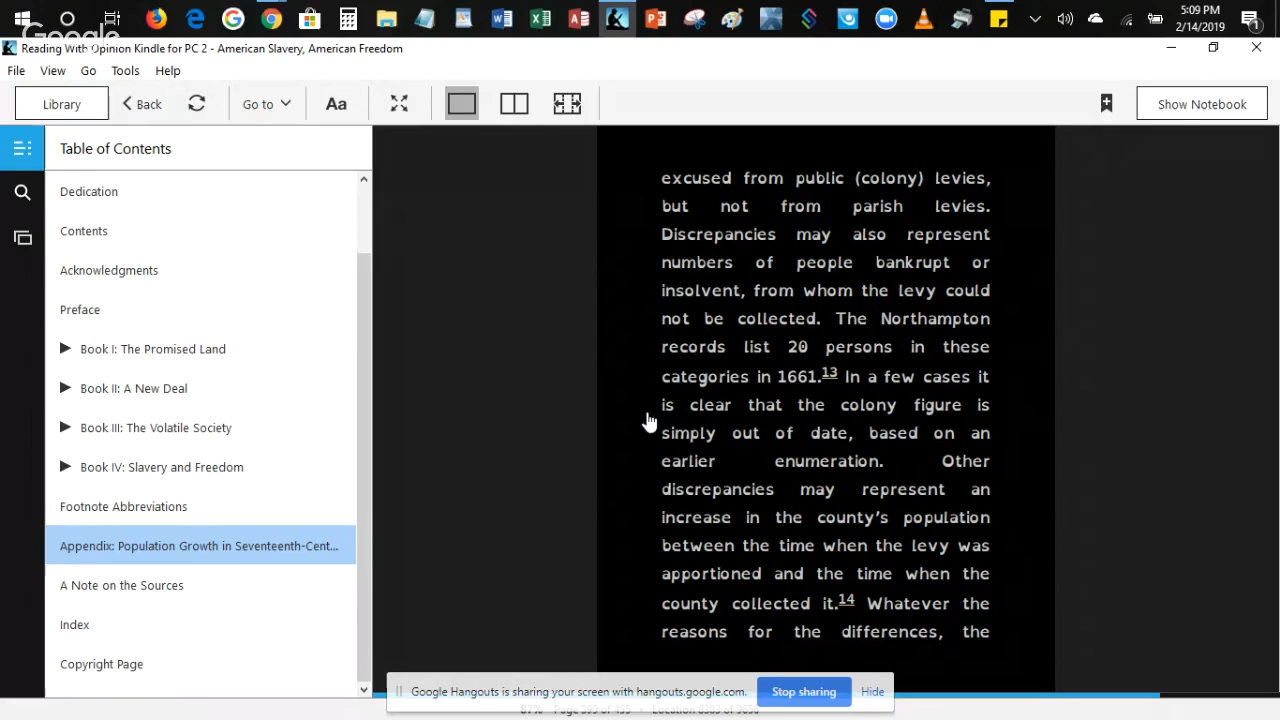 Google
5:09 PM
2/14/2019
Reading With Opinion Kindle for PC 2 - American Slavery, American Freedom
File View Go Tools Help
Library Back Go to Aa Show Notebook
Table of Contents
Dedication
Contents
Acknowledgments
Preface
Book I: The Promised Land
Book II: A New Deal
Book III: The Volatile Society
Book IV: Slavery and Freedom
Footnote Abbreviations
Appendix: Population Growth in Seventeenth-Cent...
A Note on the Sources
Index
Copyright Page
excused from public (colony) levies,
but not from parish levies.
Discrepancies may also represent
numbers of people bankrupt or
insolvent, from whom the levy could
not be collected. The Northampton
records list 20 persons in these
categories in 1661.13 In a few cases it
is clear that the colony figure is
simply out of date, based on an
earlier enumeration. Other
discrepancies may represent an
increase in the county's population
between the time when the levy was
apportioned and the time when the
county collected it.14 Whatever the
reasons for the differences, the
Google Hangouts is sharing your screen with hangouts.google.com. Stop sharing Hide